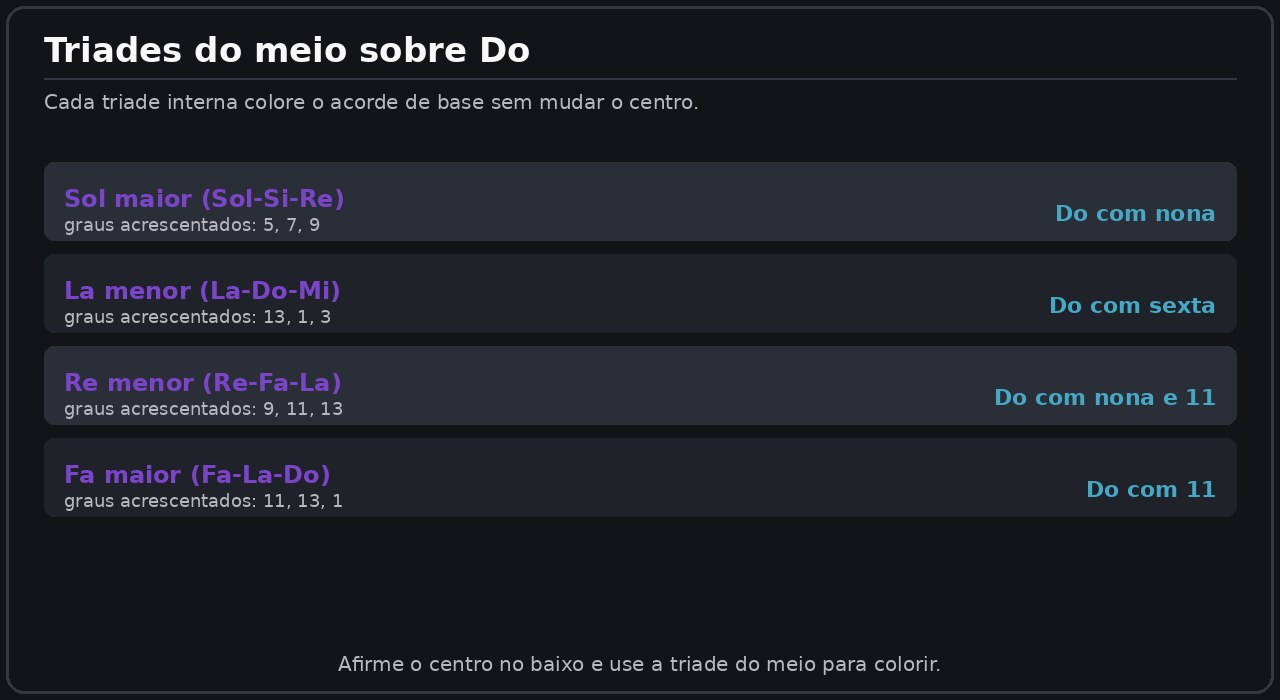 Triades do meio sobre Do
Cada triade interna colore o acorde de base sem mudar o centro.
Sol maior (Sol-Si-Re)
graus acrescentados: 5, 7, 9
Do com nona
La menor (La-Do-Mi)
graus acrescentados: 13, 1, 3
Do com sexta
Re menor (Re-Fa-La)
graus acrescentados: 9, 11, 13
Do com nona e 11
Fa maior (Fa-La-Do)
graus acrescentados: 11, 13, 1
Do com 11
Afirme o centro no baixo e use a triade do meio para colorir.